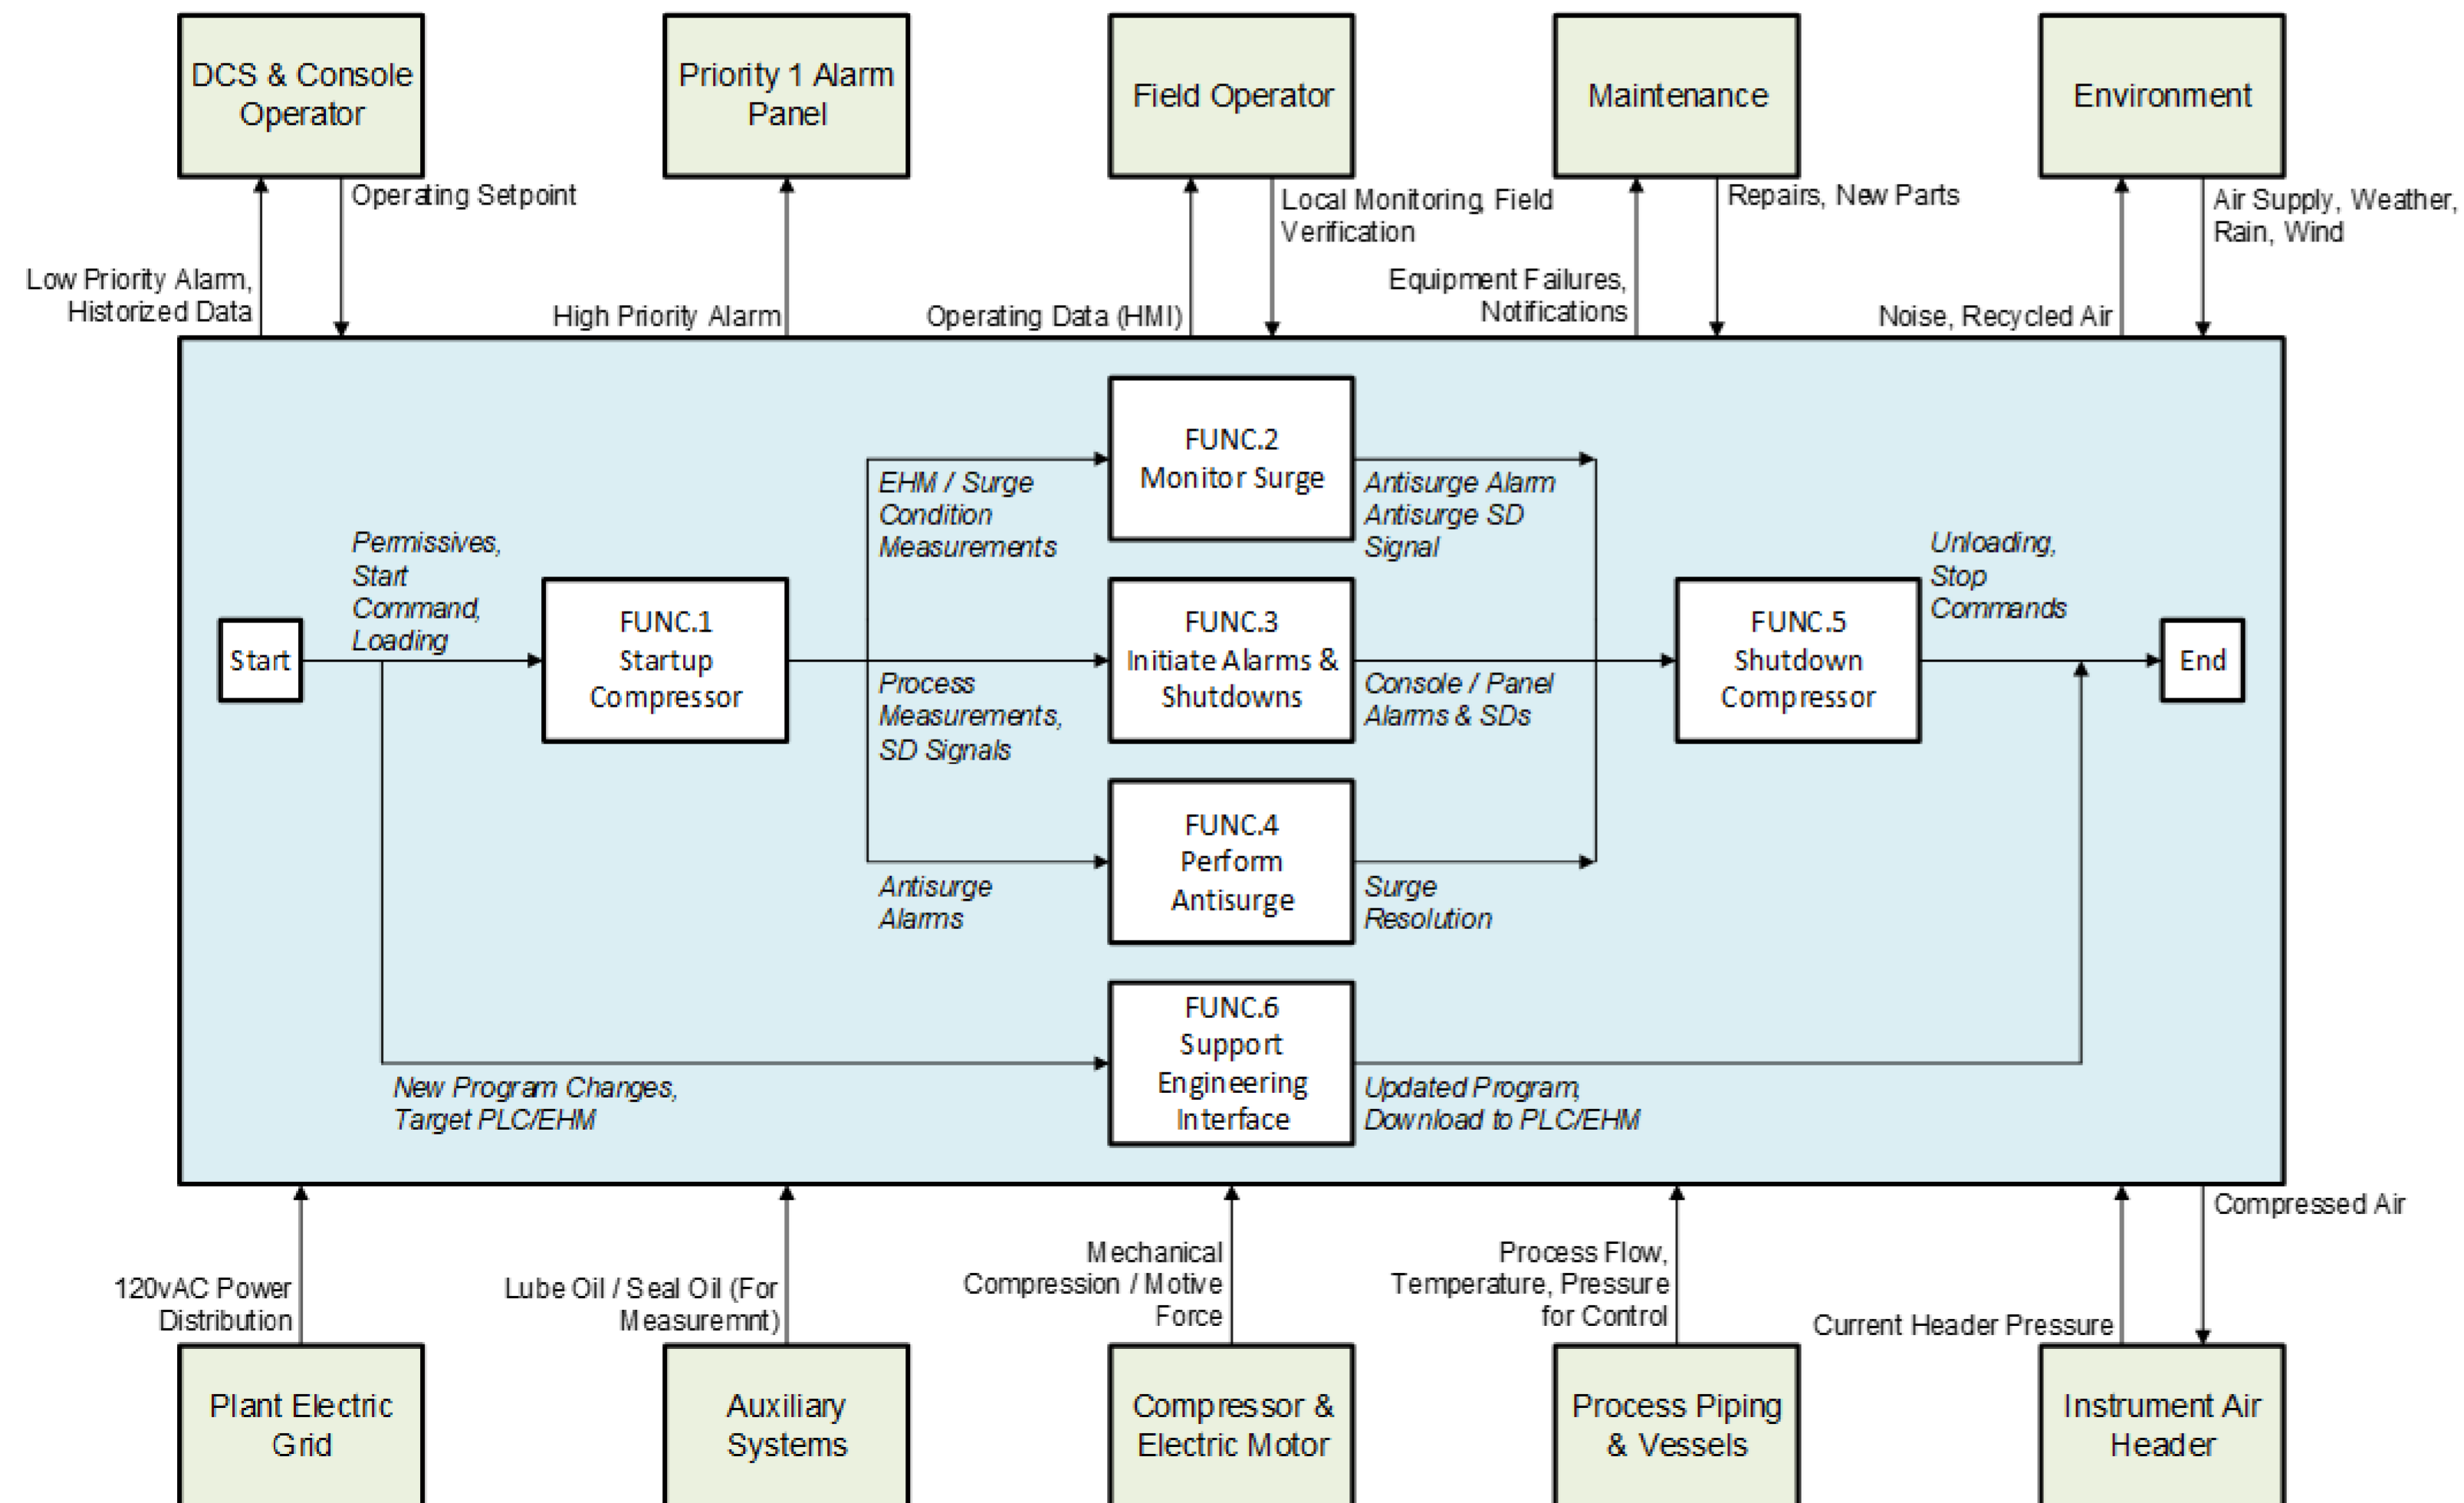 DCS & Console
Operator
Priority 1 Alarm
Panel
Field Operator
Maintenance
Environment
Operating Setpoint
Local Monitoring, Field
Verification
Repairs, New Parts
Air Supply, Weather,
Rain, Wind
Low Priority Alarm,
Historized Data
High Priority Alarm
Operating Data (HMI)
Equipment Failures,
Notifications
Noise, Recycled Air
Start
Permissives,
Start
Command,
Loading
FUNC.1
Startup
Compressor
EHM / Surge
Condition
Measurements
FUNC.2
Monitor Surge
Antisurge Alarm
Antisurge SD
Signal
Process
Measurements,
SD Signals
FUNC.3
Initiate Alarms &
Shutdowns
Console / Panel
Alarms & SDs
Antisurge
Alarms
FUNC.4
Perform
Antisurge
Surge
Resolution
FUNC.5
Shutdown
Compressor
Unloading,
Stop
Commands
End
New Program Changes,
Target PLC/EHM
FUNC.6
Support
Engineering
Interface
Updated Program,
Download to PLC/EHM
120vAC Power
Distribution
Lube Oil / Seal Oil (For
Measuremnt)
Mechanical
Compression / Motive
Force
Process Flow,
Temperature, Pressure
for Control
Current Header Pressure
Compressed Air
Plant Electric
Grid
Auxiliary
Systems
Compressor &
Electric Motor
Process Piping
& Vessels
Instrument Air
Header